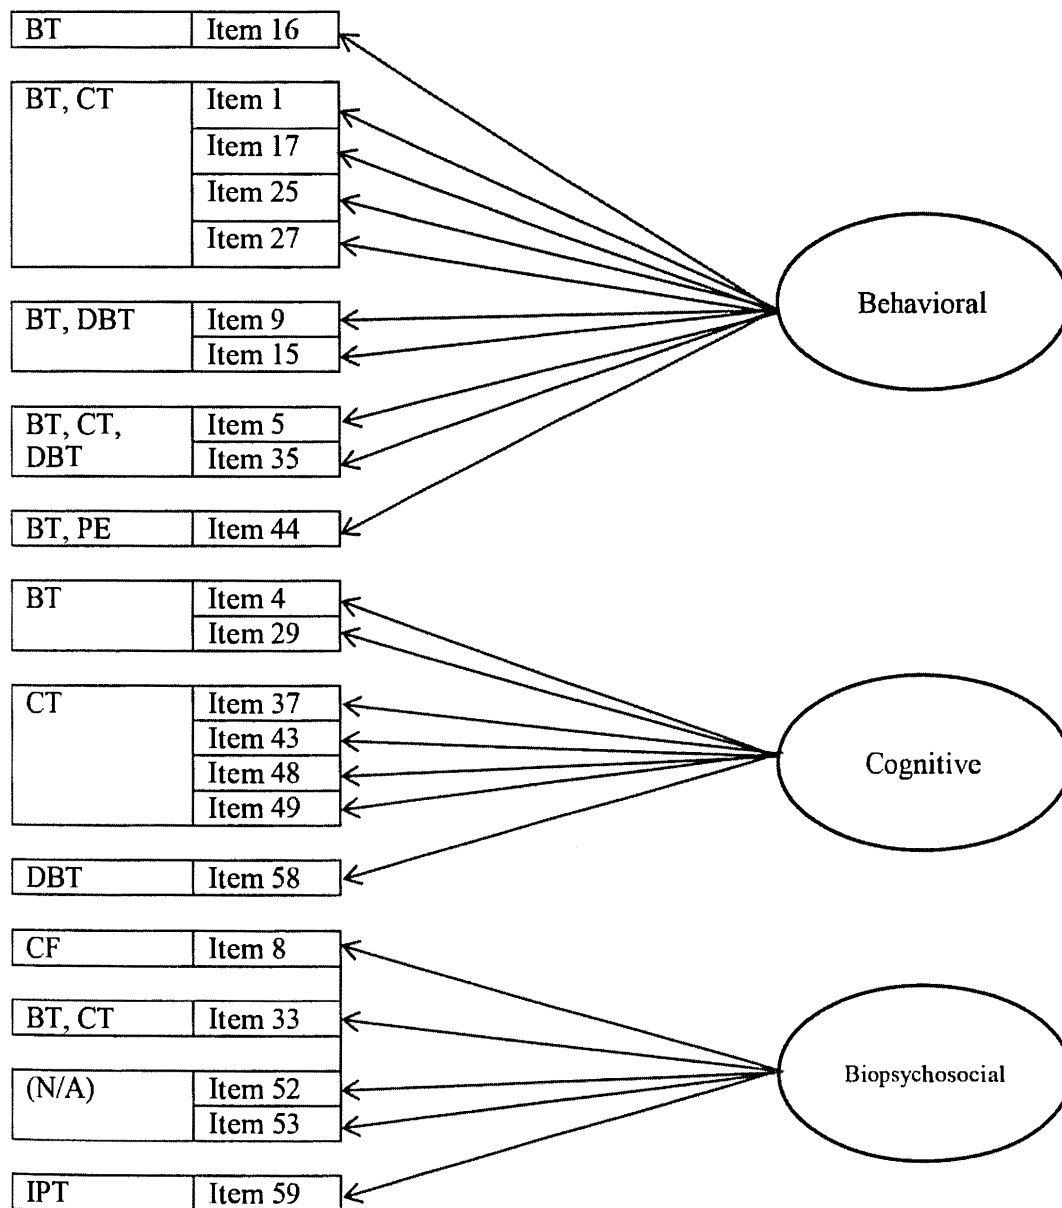 BT Item 16
BT, CT Item 1
Item 17
Item 25
Item 27
Behavioral
BT, DBT Item 9
Item 15
BT, CT, Item 5
DBT Item 35
BT, PE Item 44
BT Item 4
Item 29
CT Item 37
Item 43
Item 48
Item 49
Cognitive
DBT Item 58
CF Item 8
BT, CT Item 33
(N/A) Item 52
Item 53
Biopsychosocial
IPT Item 59